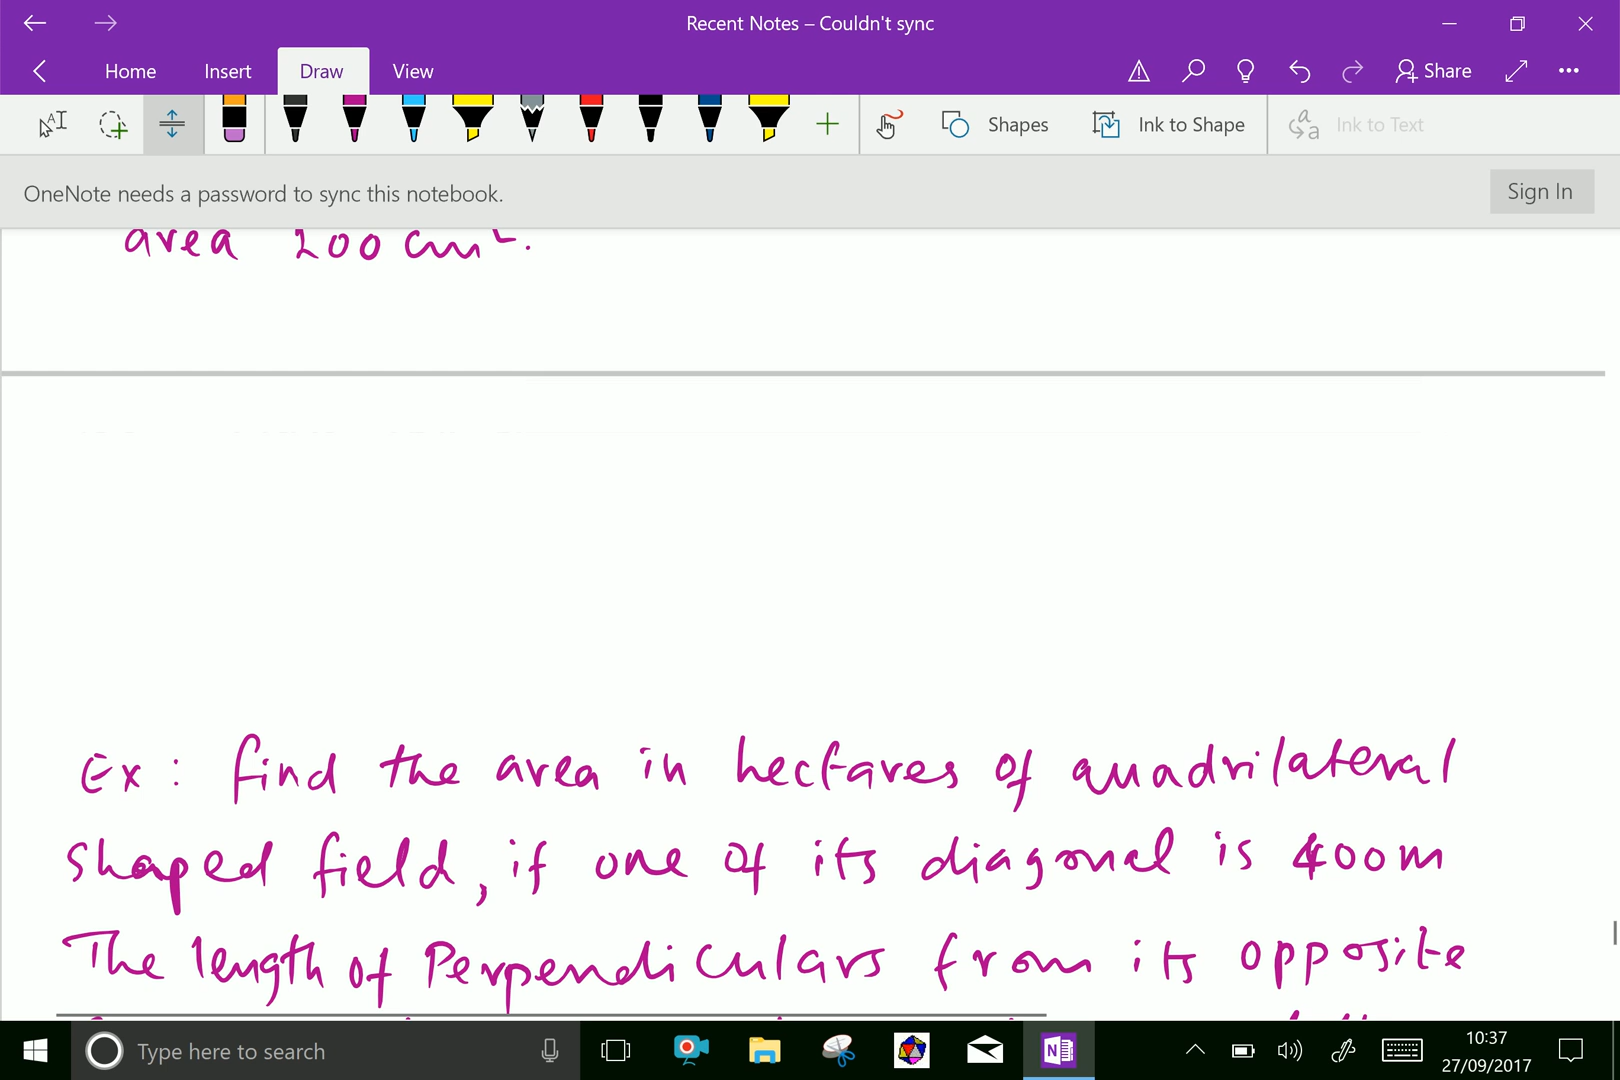 Recent Notes – Couldn't sync
Home Insert Draw View Share
Shapes Ink to Shape Ink to Text
OneNote needs a password to sync this notebook. Sign In
area 200 cm².
Ex : find the area in hectares of quadrilateral
shaped field, if one of its diagonal is 400m
The length of Perpendiculars from its opposite
Type here to search
10:37
27/09/2017